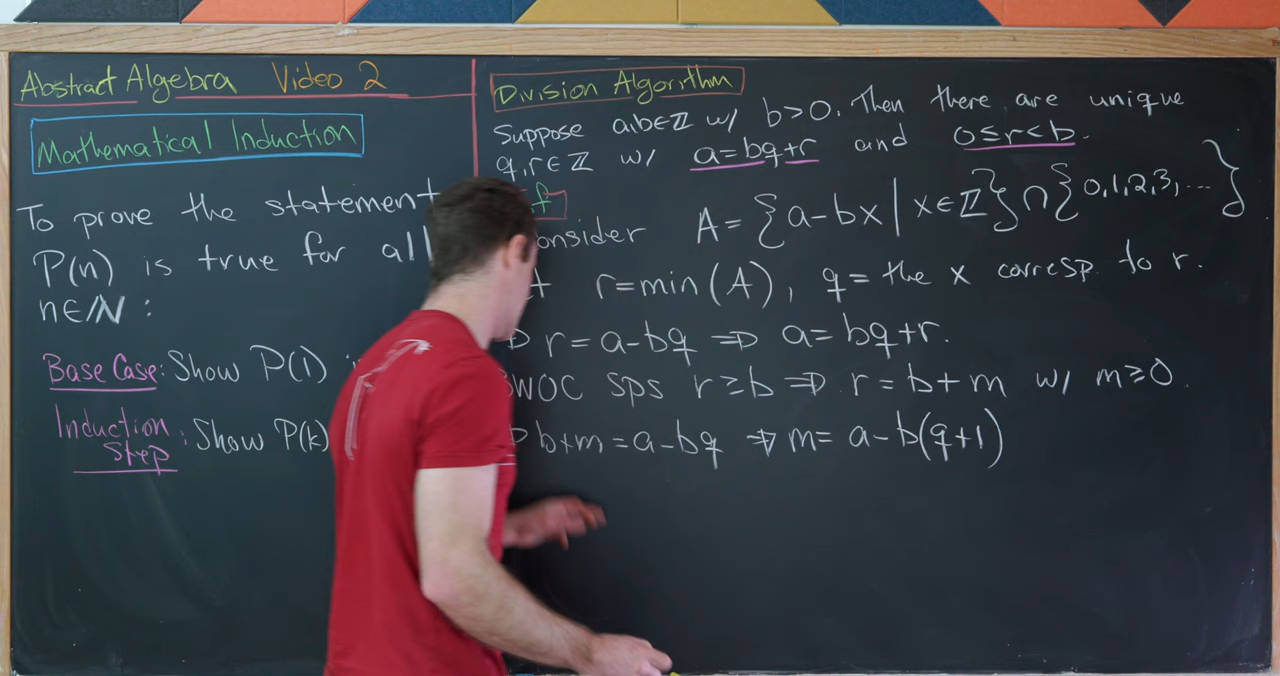 Abstract Algebra Video 2
Mathematical Induction
To prove the statement
P(n) is true for all
n∈ℕ:
Base Case: Show P(1)
Induction Step: Show P(k)
Division Algorithm
Suppose a,b∈ℤ w/ b>0. Then there are unique
q,r∈ℤ w/ a=bq+r and 0≤r<b.
Consider A={a-bx | x∈ℤ}∩{0,1,2,3,...}
r=min(A), q= the x corresp. to r.
⇒ r=a-bq ⇒ a=bq+r.
BWOC sps r≥b ⇒ r=b+m w/ m≥0.
⇒ b+m=a-bq ⇒ m=a-b(q+1)